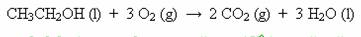 CH₃CH₂OH (l) + 3 O₂ (g) → 2 CO₂ (g) + 3 H₂O (l)